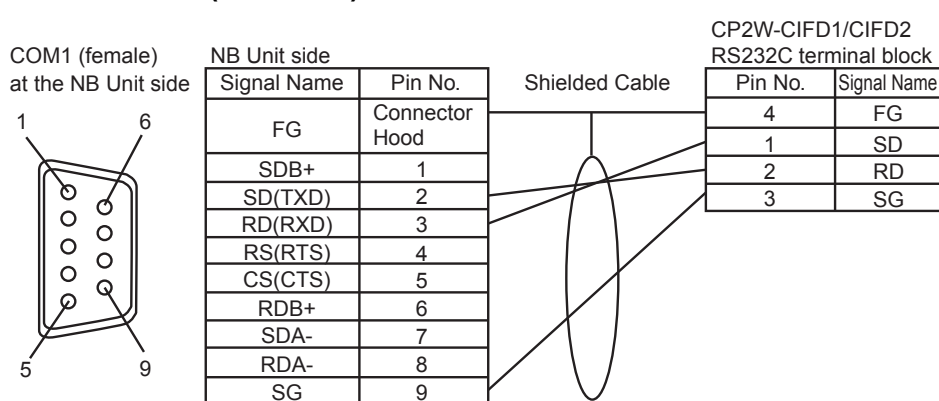 CP2W-CIFD1/CIFD2
COM1 (female) NB Unit side RS232C terminal block
at the NB Unit side Signal Name Pin No. Shielded Cable Pin No. Signal Name
1 6 FG Connector Hood 4 FG
1 SD
SDB+ 1 2 RD
SD(TXD) 2 3 SG
RD(RXD) 3
RS(RTS) 4
CS(CTS) 5
RDB+ 6
SDA- 7
5 9 RDA- 8
SG 9